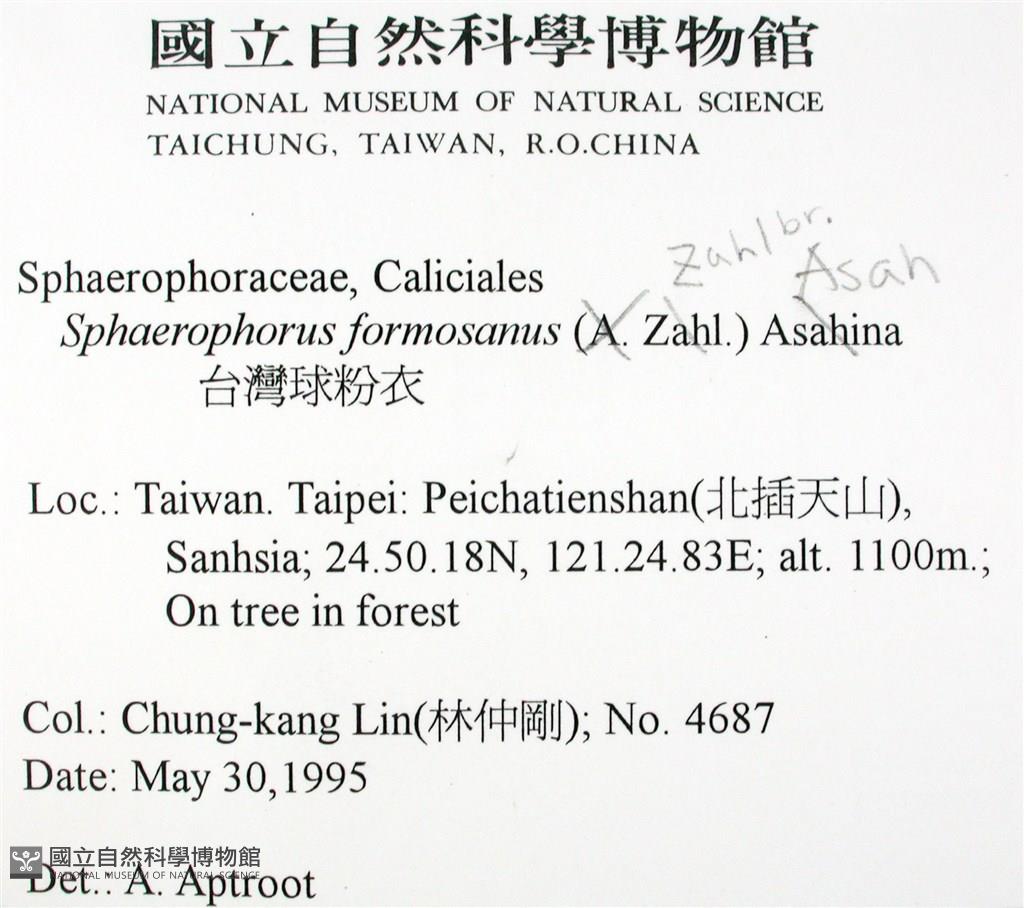 國立自然科學博物館
NATIONAL MUSEUM OF NATURAL SCIENCE
TAICHUNG, TAIWAN, R.O.CHINA
Zahlbr.
Asah
Sphaerophoraceae, Caliciales
Sphaerophorus formosanus (A. Zahl.) Asahina
台灣球粉衣
Loc.: Taiwan. Taipei: Peichatienshan(北插天山),
Sanhsia; 24.50.18N, 121.24.83E; alt. 1100m.;
On tree in forest
Col.: Chung-kang Lin(林仲剛); No. 4687
Date: May 30,1995
國立自然科學博物館
NATIONAL MUSEUM OF NATURAL SCIENCE
Det.: A. Aptroot